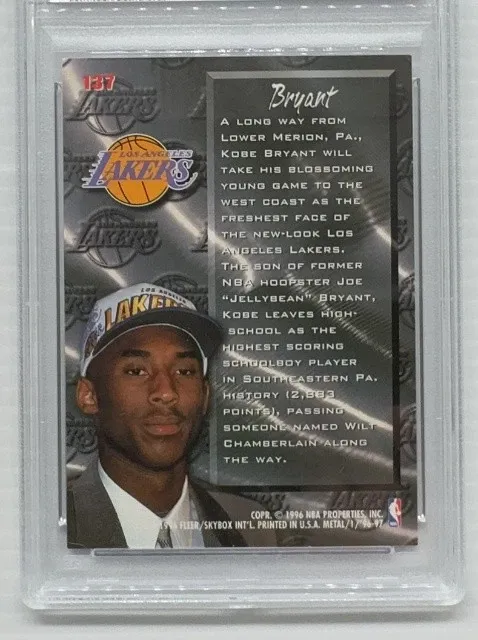 137
LOS ANGELES
LAKERS
Bryant
A LONG WAY FROM
LOWER MERION, PA.,
KOBE BRYANT WILL
TAKE HIS BLOSSOMING
YOUNG GAME TO THE
WEST COAST AS THE
FRESHEST FACE OF
THE NEW-LOOK LOS
ANGELES LAKERS.
THE SON OF FORMER
NBA HOOPSTER JOE
"JELLYBEAN" BRYANT,
KOBE LEAVES HIGH-
SCHOOL AS THE
HIGHEST SCORING
SCHOOLBOY PLAYER
IN SOUTHEASTERN PA.
HISTORY (2,883
POINTS), PASSING
SOMEONE NAMED WILT
CHAMBERLAIN ALONG
THE WAY.
LOS ANGELES
LAKE
COPR. © 1996 NBA PROPERTIES, INC.
1996 FLEER/SKYBOX INT'L. PRINTED IN U.S.A. METAL/1/'96-97